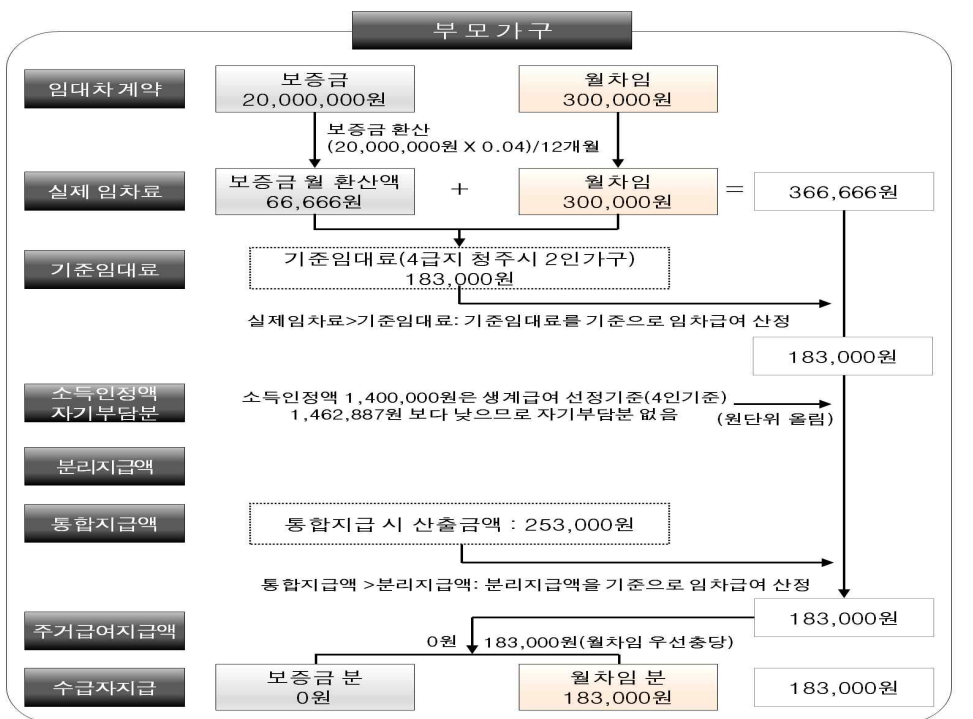 부 모 가 구
임대차 계약
보증금
20,000,000원
월차임
300,000원
보증금 환산
(20,000,000원 X 0.04)/12개월
실제 임차료
보증금 월 환산액
66,666원
+
월차임
300,000원
=
366,666원
기준임대료
기준임대료(4급지 청주시 2인가구)
183,000원
실제임차료>기준임대료: 기준임대료를 기준으로 임차급여 산정
183,000원
소득인정액
자기부담분
소득인정액 1,400,000원은 생계급여 선정기준(4인기준)
1,462,887원 보다 낮으므로 자기부담분 없음
(원단위 올림)
분리지급액
통합지급액
통합지급 시 산출금액 : 253,000원
통합지급액 >분리지급액: 분리지급액을 기준으로 임차급여 산정
주거급여지급액
183,000원
0원
183,000원(월차임 우선충당)
수급자지급
보증금 분
0원
월차임 분
183,000원
183,000원